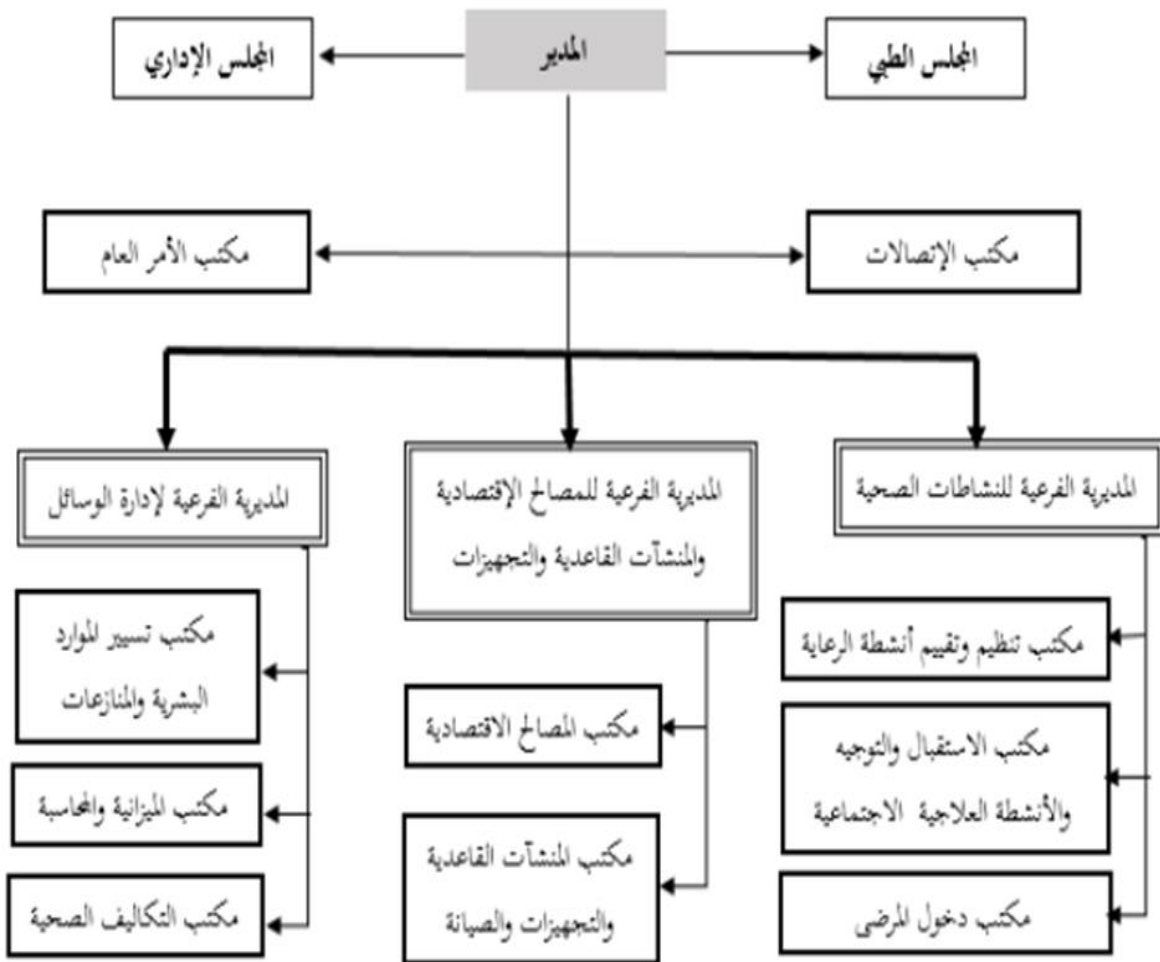 المدير
المجلس الطبي
المجلس الإداري
مكتب الإتصالات
مكتب الأمر العام
المديرية الفرعية للنشاطات الصحية
المديرية الفرعية للمصالح الإقتصادية
والمنشآت القاعدية والتجهيزات
المديرية الفرعية لإدارة الوسائل
مكتب تنظيم وتقييم أنشطة الرعاية
مكتب الاستقبال والتوجيه
والأنشطة العلاجية الاجتماعية
مكتب دخول المرضى
مكتب المصالح الاقتصادية
مكتب المنشآت القاعدية
والتجهيزات والصيانة
مكتب تسيير الموارد
البشرية والمنازعات
مكتب الميزانية والمحاسبة
مكتب التكاليف الصحية